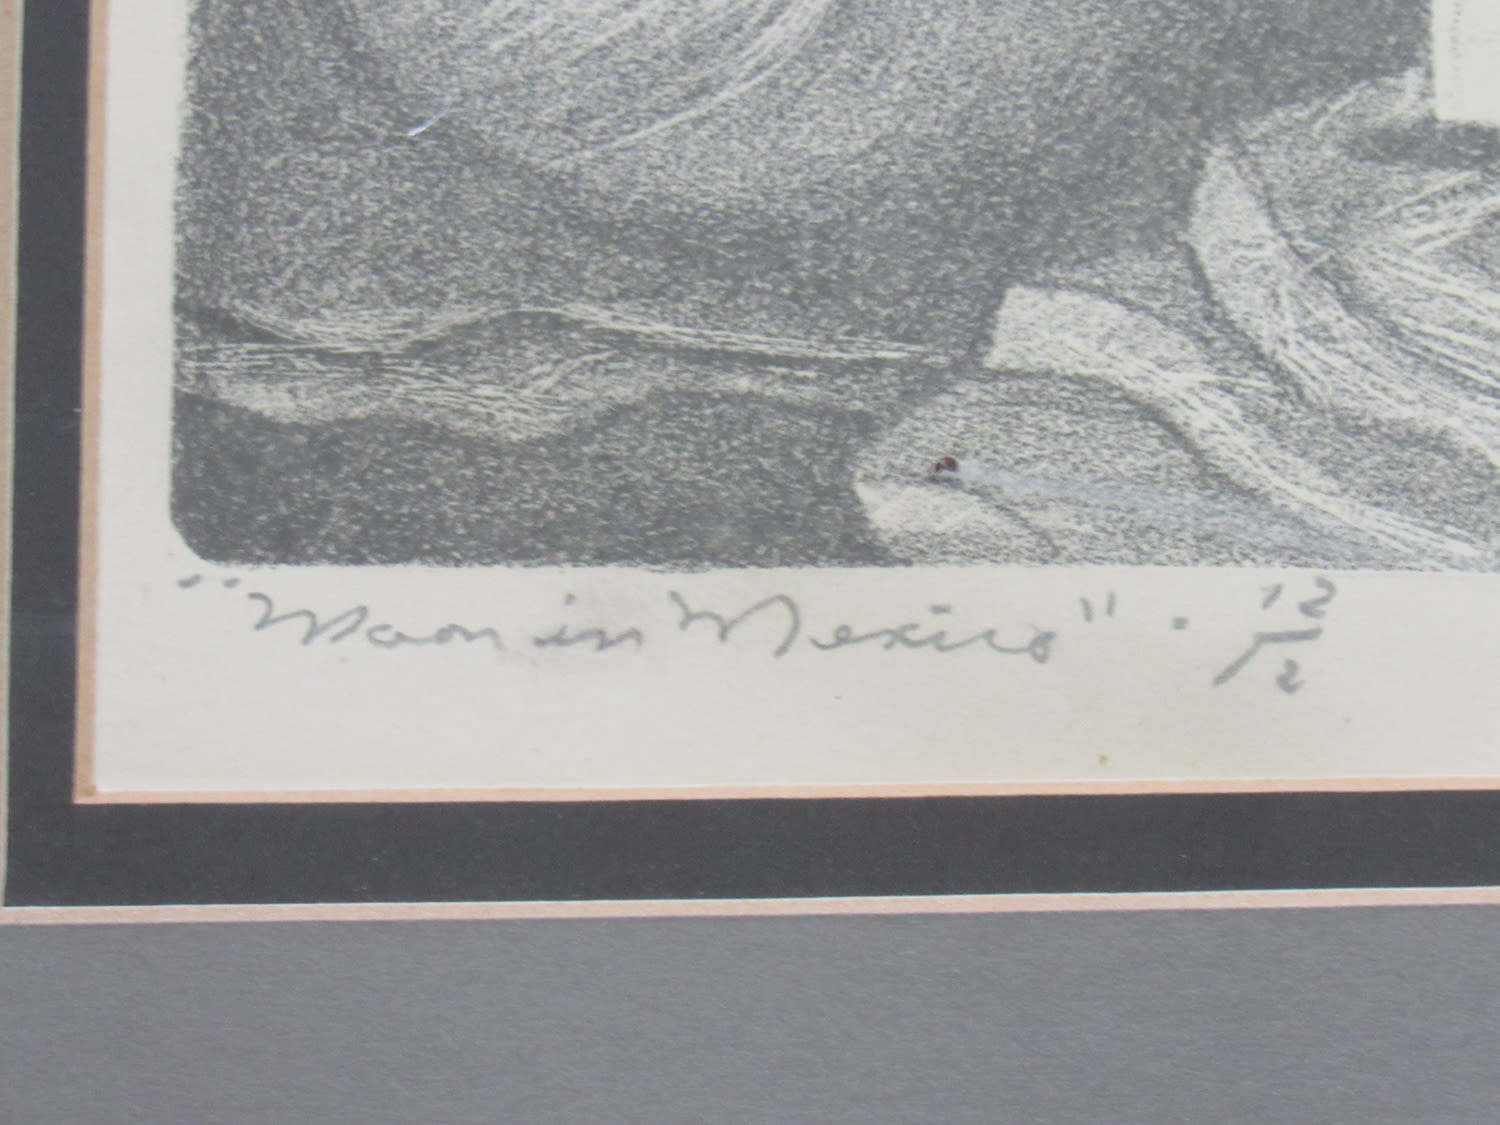 "Moon in Mexico" · 12/2